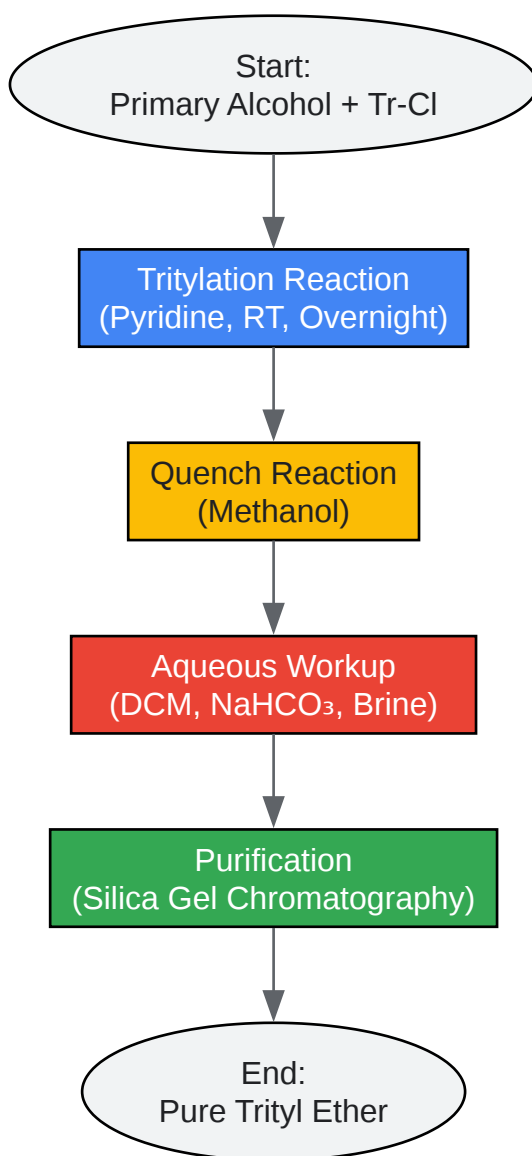 Start:
Primary Alcohol + Tr-Cl
Tritylation Reaction
(Pyridine, RT, Overnight)
Quench Reaction
(Methanol)
Aqueous Workup
(DCM, NaHCO₃, Brine)
Purification
(Silica Gel Chromatography)
End:
Pure Trityl Ether